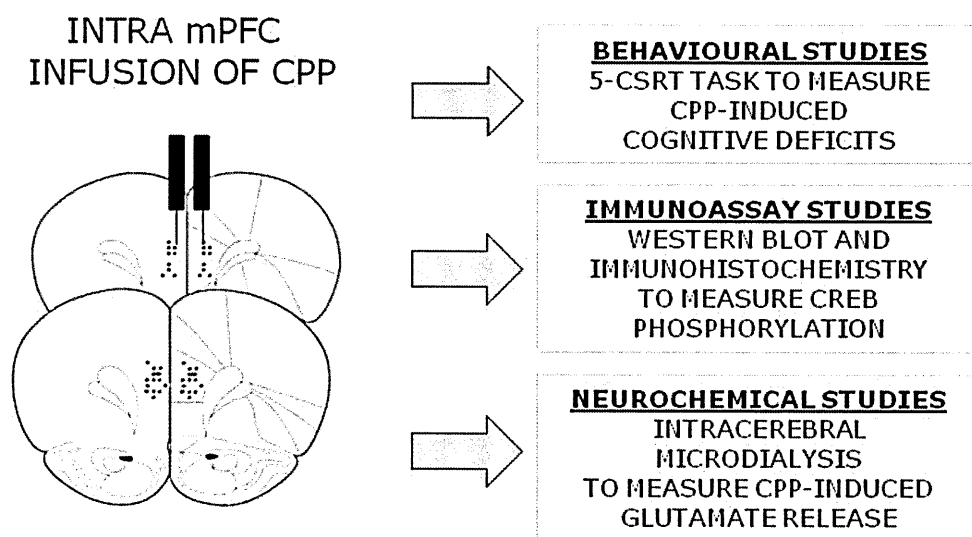 INTRA mPFC
INFUSION OF CPP
BEHAVIOURAL STUDIES
5-CSRT TASK TO MEASURE
CPP-INDUCED
COGNITIVE DEFICITS
IMMUNOASSAY STUDIES
WESTERN BLOT AND
IMMUNOHISTOCHEMISTRY
TO MEASURE CREB
PHOSPHORYLATION
NEUROCHEMICAL STUDIES
INTRACEREBRAL
MICRODIALYSIS
TO MEASURE CPP-INDUCED
GLUTAMATE RELEASE